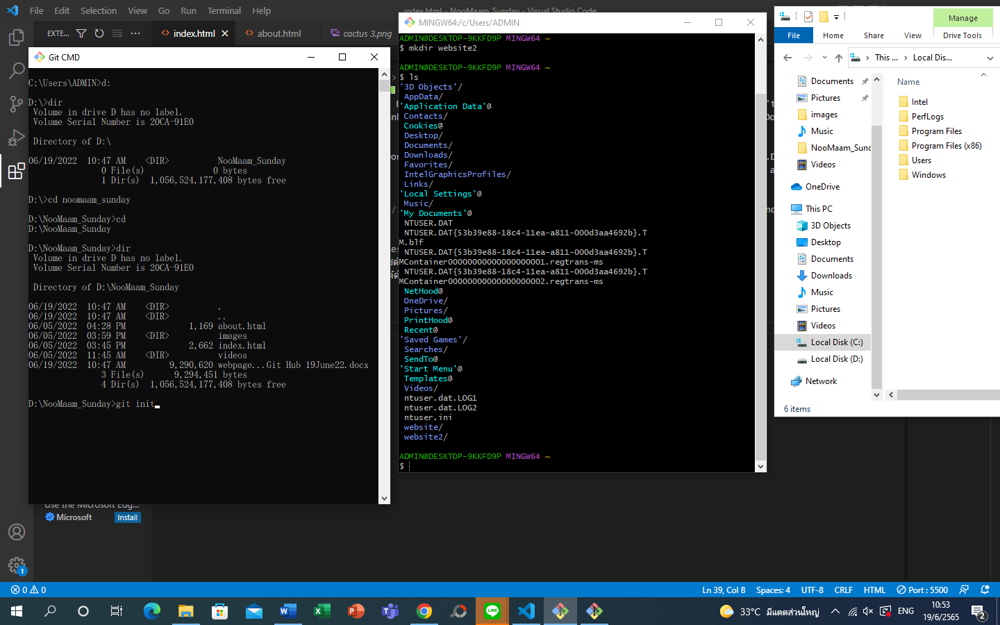 File Edit Selection View Go Run Terminal Help
index.html - NooMaam_Sunday - Visual Studio Code
EXTE...
index.html
about.html
cactus 3.png
Use the Microsoft Edg...
Microsoft
Install
1
Git CMD
C:\Users\ADMIN>d:
D:\>dir
Volume in drive D has no label.
Volume Serial Number is 20CA-91E0
Directory of D:\
06/19/2022 10:47 AM <DIR> NooMaam_Sunday
0 File(s) 0 bytes
1 Dir(s) 1,056,524,177,408 bytes free
D:\>cd noomaam_sunday
D:\NooMaam_Sunday>cd
D:\NooMaam_Sunday
D:\NooMaam_Sunday>dir
Volume in drive D has no label.
Volume Serial Number is 20CA-91E0
Directory of D:\NooMaam_Sunday
06/19/2022 10:47 AM <DIR> .
06/19/2022 10:47 AM <DIR> ..
06/05/2022 04:28 PM 1,169 about.html
06/05/2022 03:59 PM <DIR> images
06/05/2022 03:45 PM 2,662 index.html
06/05/2022 11:45 AM <DIR> videos
06/19/2022 10:47 AM 9,290,620 webpage...Git Hub 19June22.docx
3 File(s) 9,294,451 bytes
4 Dir(s) 1,056,524,177,408 bytes free
D:\NooMaam_Sunday>git init
MINGW64:/c/Users/ADMIN
ADMIN@DESKTOP-9KKFD9P MINGW64 ~
$ mkdir website2
ADMIN@DESKTOP-9KKFD9P MINGW64 ~
$ ls
'3D Objects'/
AppData/
'Application Data'@
Contacts/
Cookies@
Desktop/
Documents/
Downloads/
Favorites/
IntelGraphicsProfiles/
Links/
'Local Settings'@
Music/
'My Documents'@
NTUSER.DAT
NTUSER.DAT{53b39e88-18c4-11ea-a811-000d3aa4692b}.T
M.blf
NTUSER.DAT{53b39e88-18c4-11ea-a811-000d3aa4692b}.T
MContainer00000000000000000001.regtrans-ms
NTUSER.DAT{53b39e88-18c4-11ea-a811-000d3aa4692b}.T
MContainer00000000000000000002.regtrans-ms
NetHood@
OneDrive/
Pictures/
PrintHood@
Recent@
'Saved Games'/
Searches/
SendTo@
'Start Menu'@
Templates@
Videos/
ntuser.dat.LOG1
ntuser.dat.LOG2
ntuser.ini
website/
website2/
ADMIN@DESKTOP-9KKFD9P MINGW64 ~
$
Manage
File Home Share View Drive Tools
This ... > Local Dis...
Documents
Pictures
images
Music
NooMaam_Sunc
Videos
OneDrive
This PC
3D Objects
Desktop
Documents
Downloads
Music
Pictures
Videos
Local Disk (C:)
Local Disk (D:)
Network
Name
Intel
PerfLogs
Program Files
Program Files (x86)
Users
Windows
6 items
0 0
Ln 39, Col 8 Spaces: 4 UTF-8 CRLF HTML Port : 5500
33°C มีแดดส่วนใหญ่
ENG
10:53
19/6/2565
2